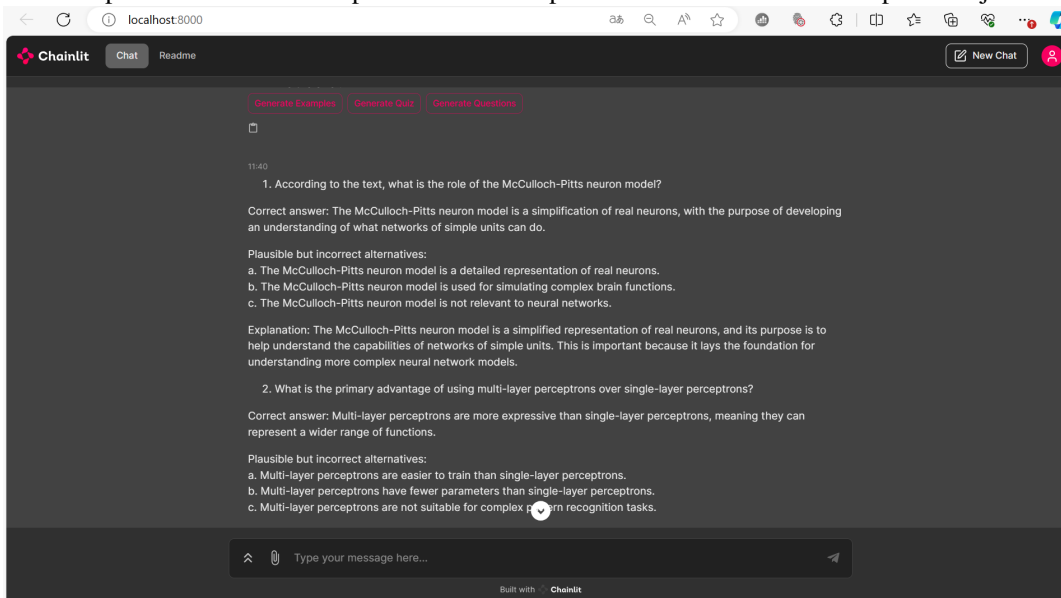 localhost:8000
Chainlit
Chat
Readme
New Chat
Generate Examples
Generate Quiz
Generate Questions
11:40
1. According to the text, what is the role of the McCulloch-Pitts neuron model?
Correct answer: The McCulloch-Pitts neuron model is a simplification of real neurons, with the purpose of developing
an understanding of what networks of simple units can do.
Plausible but incorrect alternatives:
a. The McCulloch-Pitts neuron model is a detailed representation of real neurons.
b. The McCulloch-Pitts neuron model is used for simulating complex brain functions.
c. The McCulloch-Pitts neuron model is not relevant to neural networks.
Explanation: The McCulloch-Pitts neuron model is a simplified representation of real neurons, and its purpose is to
help understand the capabilities of networks of simple units. This is important because it lays the foundation for
understanding more complex neural network models.
2. What is the primary advantage of using multi-layer perceptrons over single-layer perceptrons?
Correct answer: Multi-layer perceptrons are more expressive than single-layer perceptrons, meaning they can
represent a wider range of functions.
Plausible but incorrect alternatives:
a. Multi-layer perceptrons are easier to train than single-layer perceptrons.
b. Multi-layer perceptrons have fewer parameters than single-layer perceptrons.
c. Multi-layer perceptrons are not suitable for complex recognition tasks.
Type your message here...
Built with Chainlit